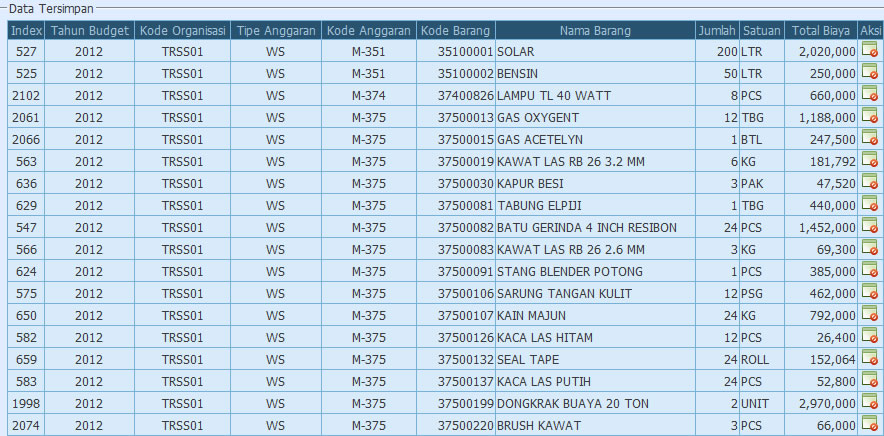 Data Tersimpan
Index Tahun Budget Kode Organisasi Tipe Anggaran Kode Anggaran Kode Barang Nama Barang Jumlah Satuan Total Biaya Aksi
527 2012 TRSS01 WS M-351 35100001 SOLAR 200 LTR 2,020,000
525 2012 TRSS01 WS M-351 35100002 BENSIN 50 LTR 250,000
2102 2012 TRSS01 WS M-374 37400826 LAMPU TL 40 WATT 8 PCS 660,000
2061 2012 TRSS01 WS M-375 37500013 GAS OXYGENT 12 TBG 1,188,000
2066 2012 TRSS01 WS M-375 37500015 GAS ACETELYN 1 BTL 247,500
563 2012 TRSS01 WS M-375 37500019 KAWAT LAS RB 26 3.2 MM 6 KG 181,792
636 2012 TRSS01 WS M-375 37500030 KAPUR BESI 3 PAK 47,520
629 2012 TRSS01 WS M-375 37500081 TABUNG ELPIJI 1 TBG 440,000
547 2012 TRSS01 WS M-375 37500082 BATU GERINDA 4 INCH RESIBON 24 PCS 1,452,000
566 2012 TRSS01 WS M-375 37500083 KAWAT LAS RB 26 2.6 MM 3 KG 69,300
624 2012 TRSS01 WS M-375 37500091 STANG BLENDER POTONG 1 PCS 385,000
575 2012 TRSS01 WS M-375 37500106 SARUNG TANGAN KULIT 12 PSG 462,000
650 2012 TRSS01 WS M-375 37500107 KAIN MAJUN 24 KG 792,000
582 2012 TRSS01 WS M-375 37500126 KACA LAS HITAM 12 PCS 26,400
659 2012 TRSS01 WS M-375 37500132 SEAL TAPE 24 ROLL 152,064
583 2012 TRSS01 WS M-375 37500137 KACA LAS PUTIH 24 PCS 52,800
1998 2012 TRSS01 WS M-375 37500199 DONGKRAK BUAYA 20 TON 2 UNIT 2,970,000
2074 2012 TRSS01 WS M-375 37500220 BRUSH KAWAT 3 PCS 66,000